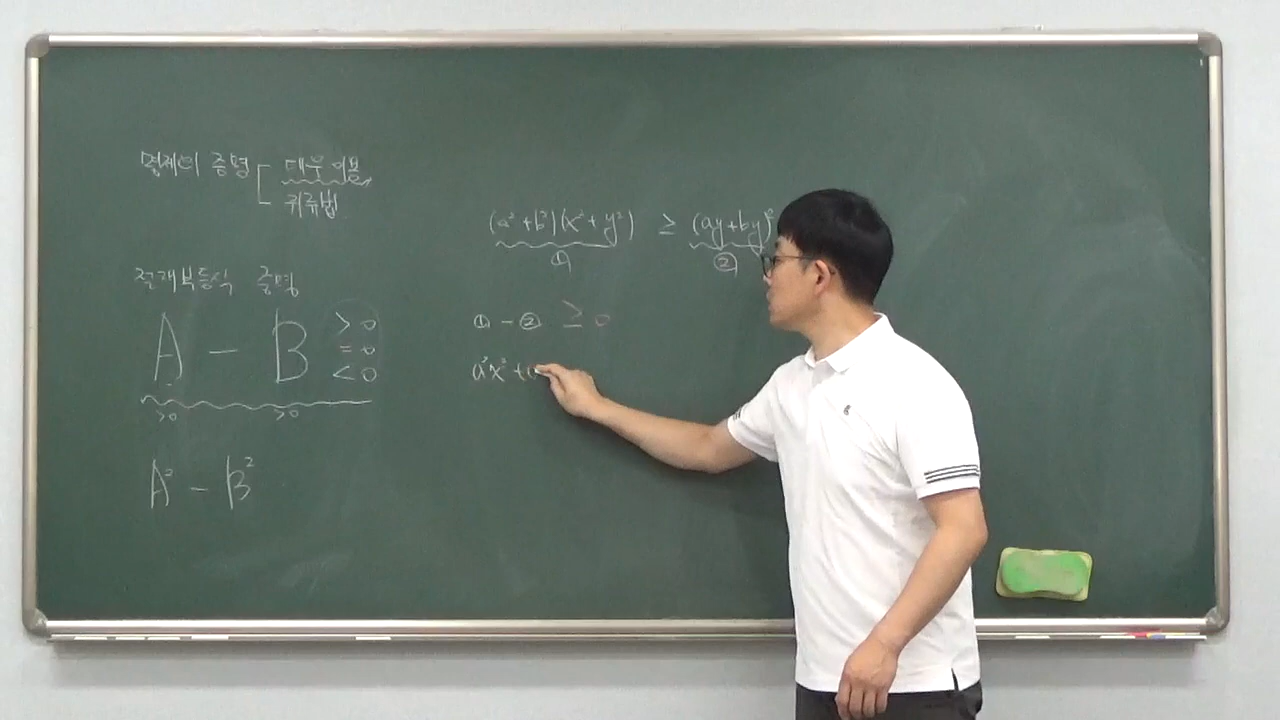 명제의 증명 [ 대우 이용
귀류법
절대부등식 증명
A - B > 0
= 0
< 0
>0 >0
A² - B²
(a²+b²)(x²+y²) ≥ (ay+by)²
① ②
① - ② ≥ 0
a²x² +